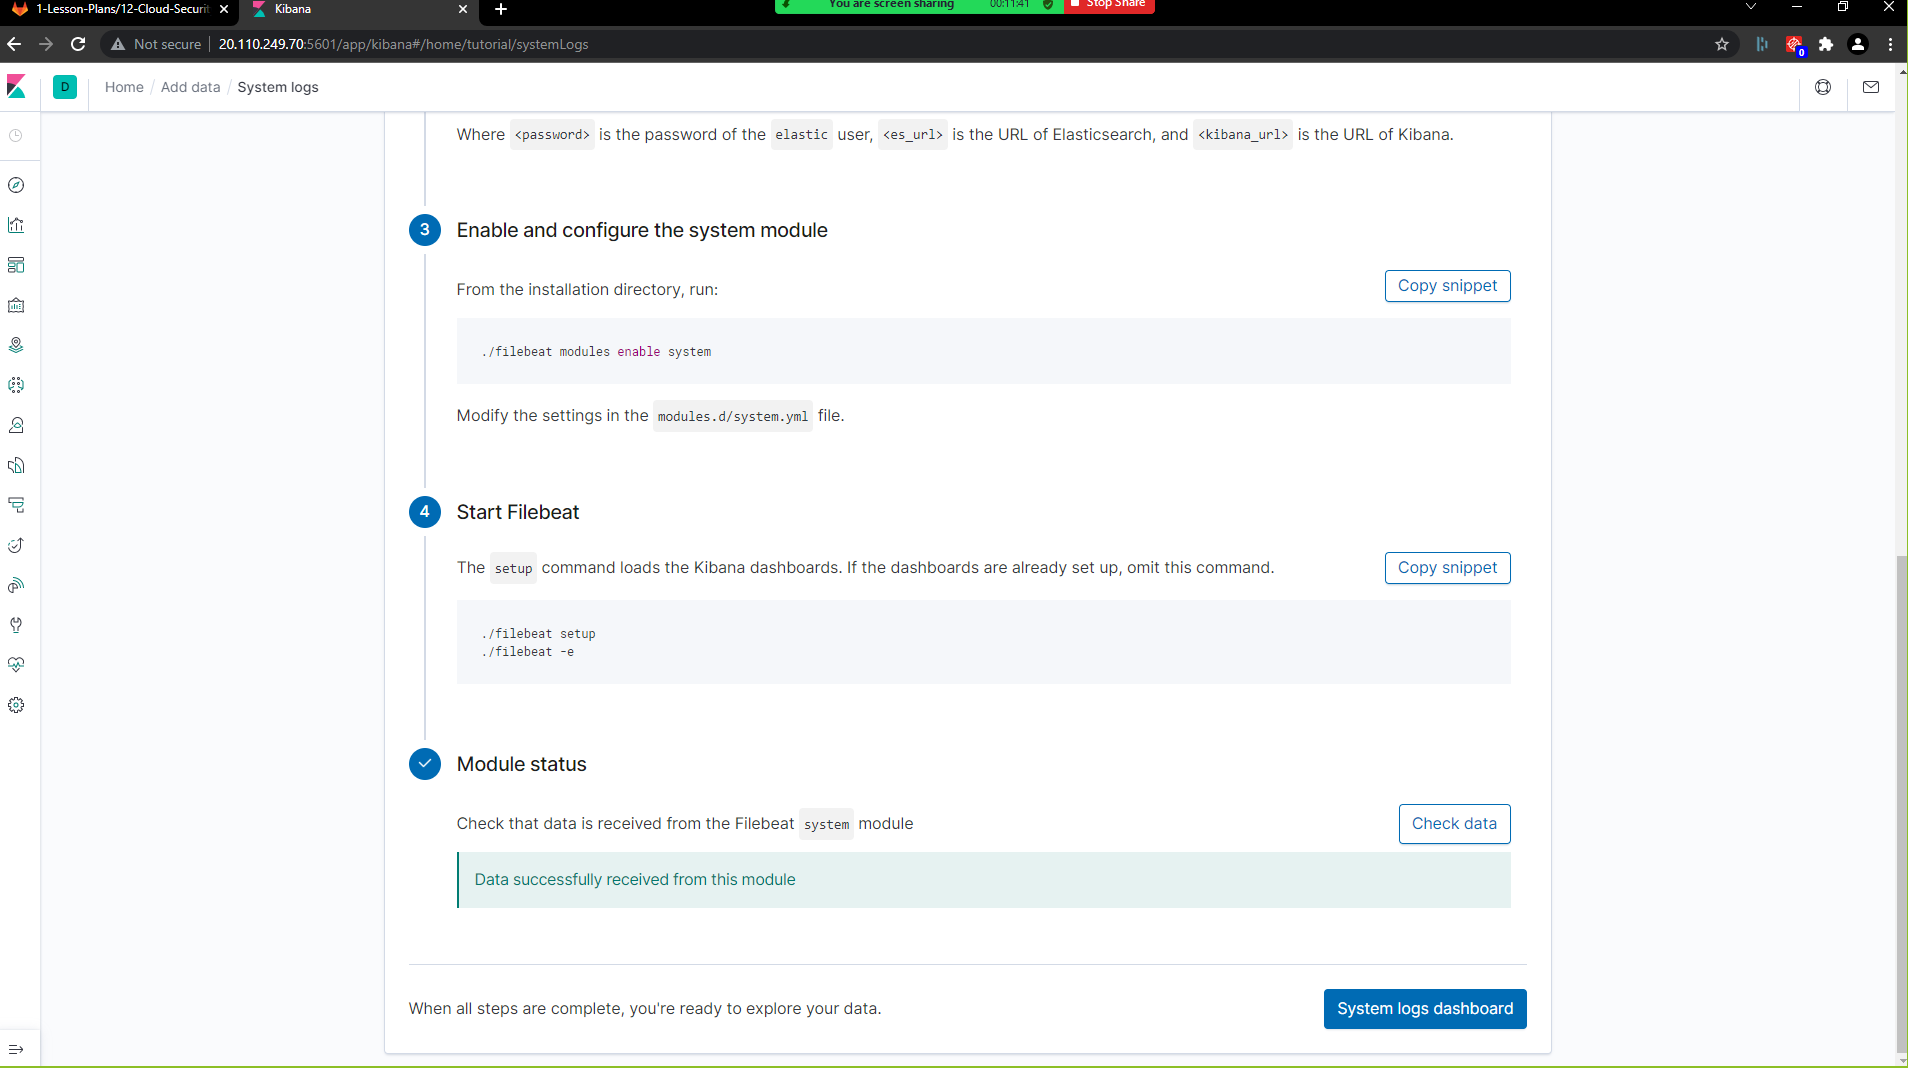 1-Lesson-Plans/12-Cloud-Securit
Kibana
You are screen sharing
00:11:41
Stop Share
Not secure
20.110.249.70:5601/app/kibana#/home/tutorial/systemLogs
0
D
Home / Add data / System logs
Where <password> is the password of the elastic user, <es_url> is the URL of Elasticsearch, and <kibana_url> is the URL of Kibana.
3
Enable and configure the system module
From the installation directory, run:
Copy snippet
./filebeat modules enable system
Modify the settings in the modules.d/system.yml file.
4
Start Filebeat
The setup command loads the Kibana dashboards. If the dashboards are already set up, omit this command.
Copy snippet
./filebeat setup
./filebeat -e
Module status
Check that data is received from the Filebeat system module
Check data
Data successfully received from this module
When all steps are complete, you're ready to explore your data.
System logs dashboard